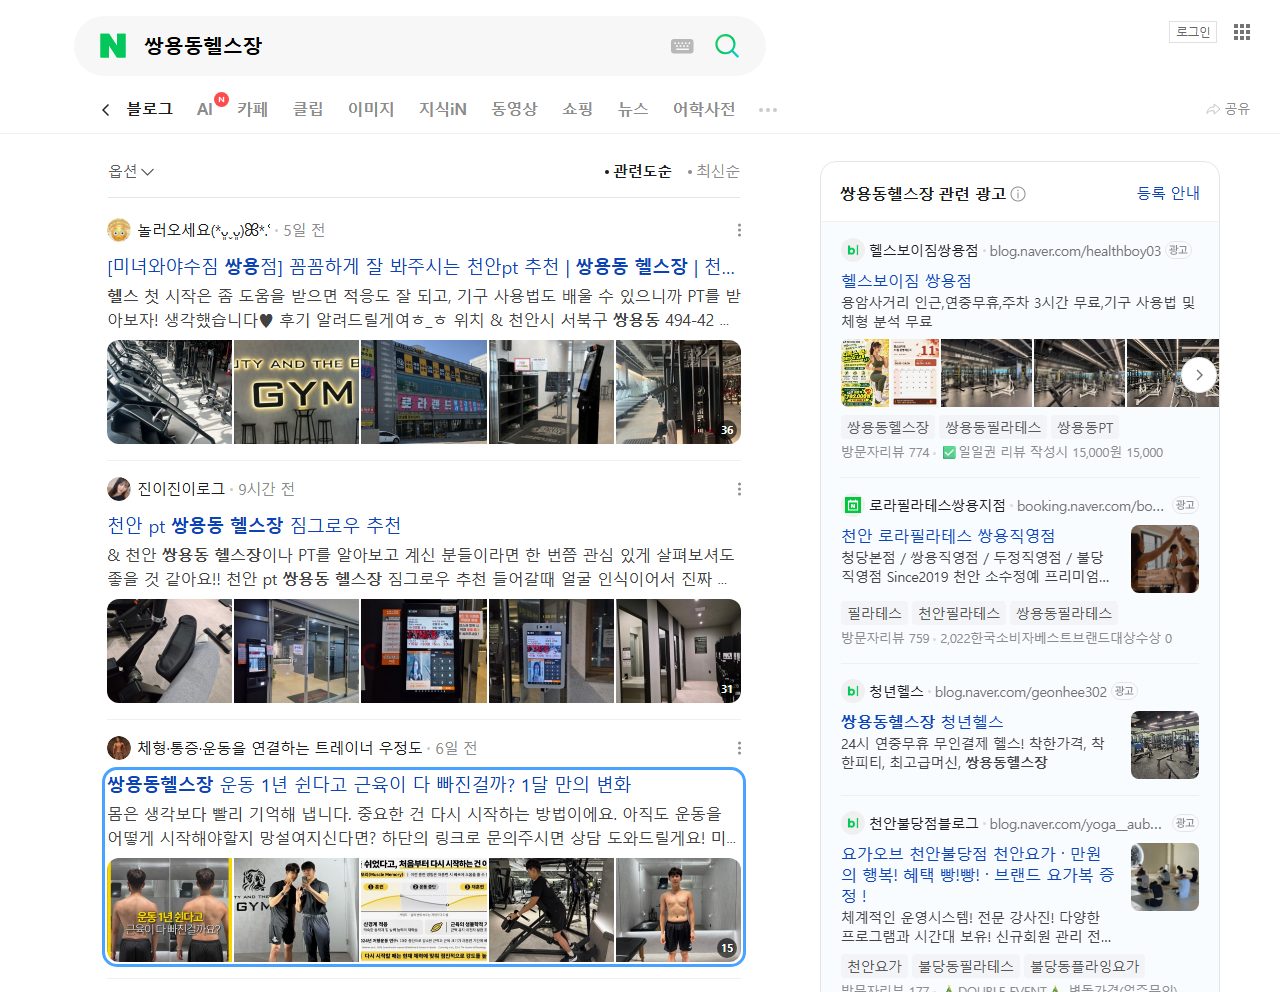 N 쌍용동헬스장
로그인
블로그 AI N 카페 클립 이미지 지식iN 동영상 쇼핑 뉴스 어학사전 ...
공유
옵션
• 관련도순 • 최신순
5일 전
[미녀와야수짐 쌍용점] 꼼꼼하게 잘 봐주시는 천안pt 추천 | 쌍용동 헬스장 | 천...
헬스 첫 시작은 좀 도움을 받으면 적응도 잘 되고, 기구 사용법도 배울 수 있으니까 PT를 받
아보자! 생각했습니다♥ 후기 알려드릴게여ㅎ_ㅎ 위치 & 천안시 서북구 쌍용동 494-42 ...
GYM
36
진이진이로그 · 9시간 전
천안 pt 쌍용동 헬스장 짐그로우 추천
& 천안 쌍용동 헬스장이나 PT를 알아보고 계신 분들이라면 한 번쯤 관심 있게 살펴보셔도
좋을 것 같아요!! 천안 pt 쌍용동 헬스장 짐그로우 추천 들어갈때 얼굴 인식이어서 진짜 ...
31
체형·통증·운동을 연결하는 트레이너 우정도 · 6일 전
쌍용동헬스장 운동 1년 쉰다고 근육이 다 빠진걸까? 1달 만의 변화
몸은 생각보다 빨리 기억해 냅니다. 중요한 건 다시 시작하는 방법이에요. 아직도 운동을
어떻게 시작해야할지 망설여지신다면? 하단의 링크로 문의주시면 상담 도와드릴게요! 미...
운동 1년 쉰다고
근육이 다 빠진걸까요?
15
쌍용동헬스장 관련 광고
등록 안내
bl 헬스보이짐쌍용점 · blog.naver.com/healthboy03 광고
헬스보이짐 쌍용점
용암사거리 인근,연중무휴,주차 3시간 무료,기구 사용법 및
체형 분석 무료
쌍용동헬스장 쌍용동필라테스 쌍용동PT
방문자리뷰 774 · ✅일일권 리뷰 작성시 15,000원 15,000
N 로라필라테스쌍용지점 · booking.naver.com/bo... 광고
천안 로라필라테스 쌍용직영점
청당본점 / 쌍용직영점 / 두정직영점 / 불당
직영점 Since2019 천안 소수정예 프리미엄...
필라테스 천안필라테스 쌍용동필라테스
방문자리뷰 759 · 2,022한국소비자베스트브랜드대상수상 0
bl 청년헬스 · blog.naver.com/geonhee302 광고
쌍용동헬스장 청년헬스
24시 연중무휴 무인결제 헬스! 착한가격, 착
한피티, 최고급머신, 쌍용동헬스장
bl 천안불당점블로그 · blog.naver.com/yoga_aub... 광고
요가오브 천안불당점 천안요가 · 만원
의 행복! 혜택 빵!빵! · 브랜드 요가복 증
정 !
체계적인 운영시스템! 전문 강사진! 다양한
프로그램과 시간대 보유! 신규회원 관리 전...
천안요가 불당동필라테스 불당동플라잉요가